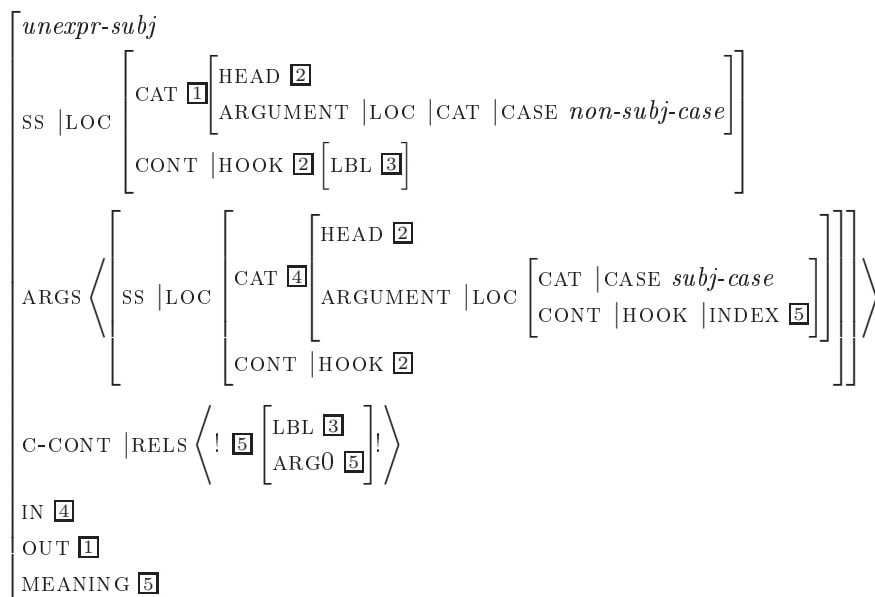 unexpr-subj
SS |LOC
CAT 1
HEAD 2
ARGUMENT |LOC |CAT |CASE non-subj-case
CONT |HOOK 2 [LBL 3]
ARGS ⟨
SS |LOC
CAT 4
HEAD 2
ARGUMENT |LOC
CAT |CASE subj-case
CONT |HOOK |INDEX 5
CONT |HOOK 2
⟩
C-CONT |RELS ⟨! 5
LBL 3
ARG0 5
!⟩
IN 4
OUT 1
MEANING 5